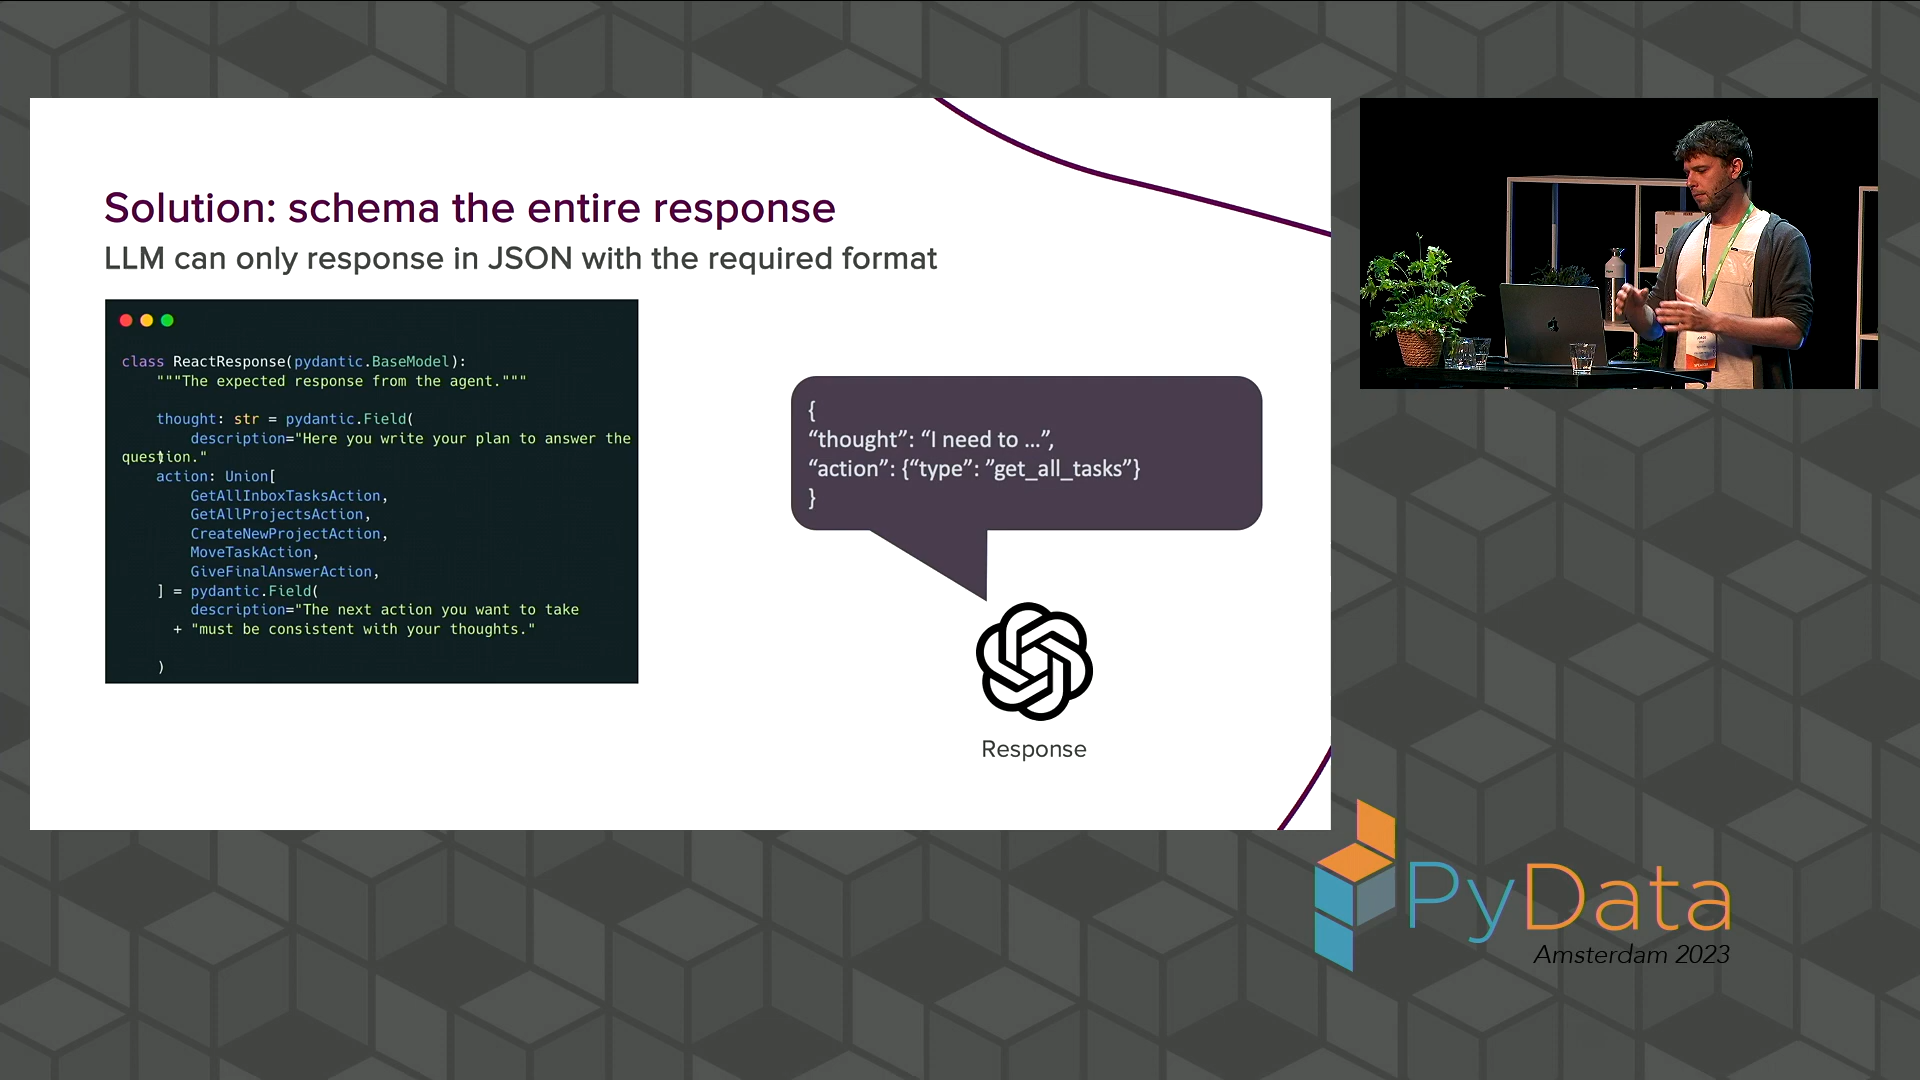 Solution: schema the entire response
LLM can only response in JSON with the required format
class ReactResponse(pydantic.BaseModel):
"""The expected response from the agent."""
thought: str = pydantic.Field(
description="Here you write your plan to answer the
question."
)
action: Union[
GetAllInboxTasksAction,
GetAllProjectsAction,
CreateNewProjectAction,
MoveTaskAction,
GiveFinalAnswerAction,
] = pydantic.Field(
description="The next action you want to take
+ "must be consistent with your thoughts."
)
{
“thought”: “I need to …”,
“action”: {“type”: ”get_all_tasks”}
}
Response
PyData
Amsterdam 2023